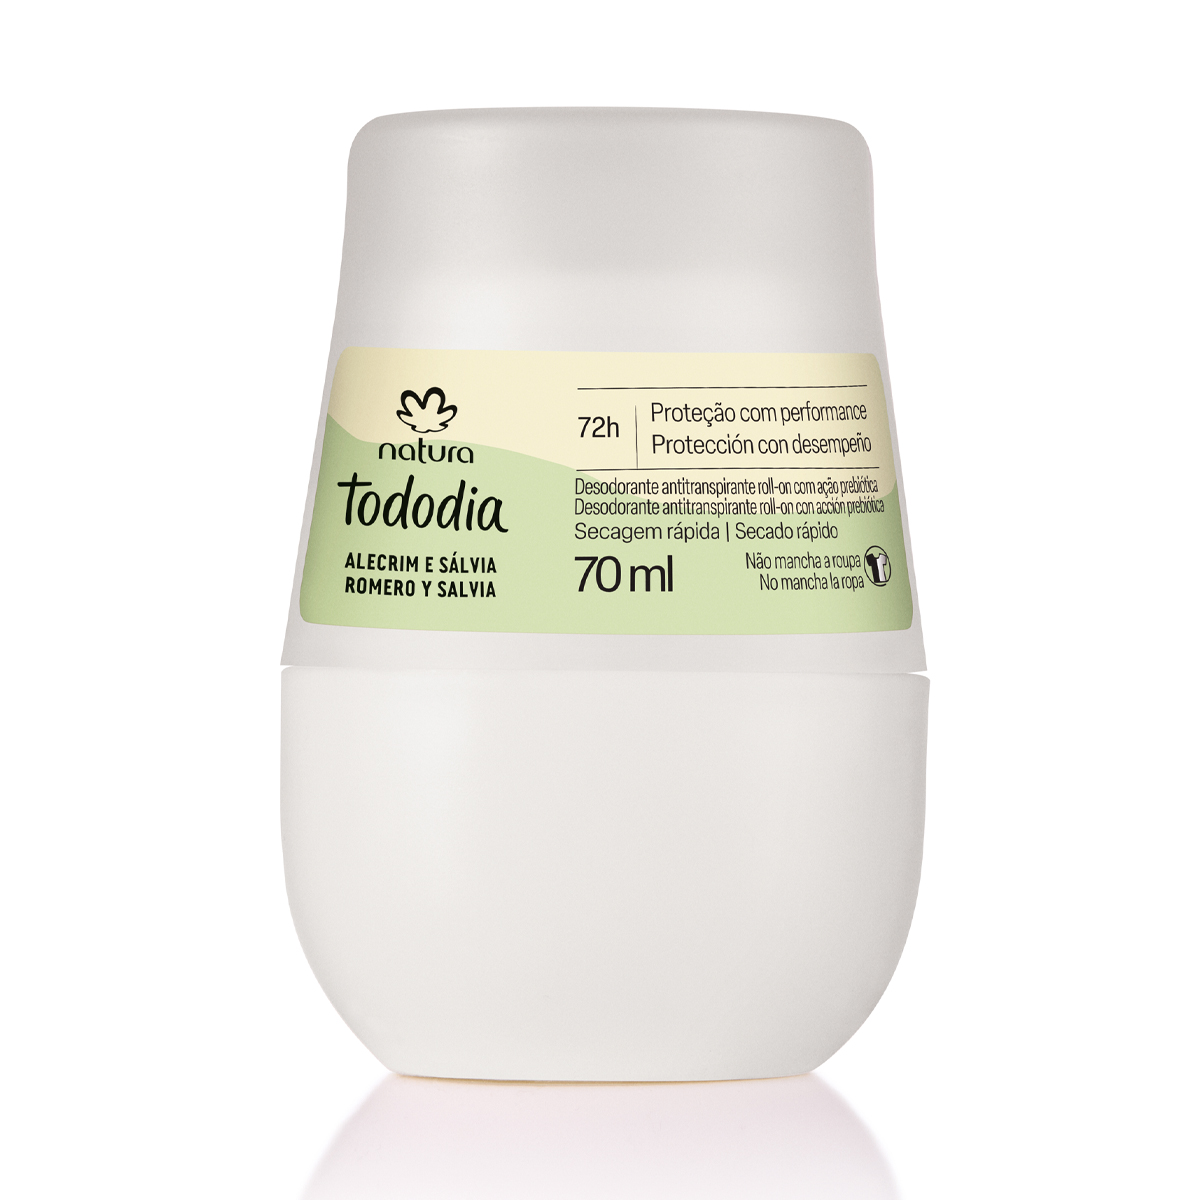 natura
Tododia
ALECRIM E SÁLVIA
ROMERO Y SALVIA
72h
Proteção com performance
Protección con desempeño
Desodorante antitranspirante roll-on com ação prebiótica
Desodorante antitranspirante roll-on con acción prebiótica
Secagem rápida | Secado rápido
70 ml
Não mancha a roupa
No mancha la ropa